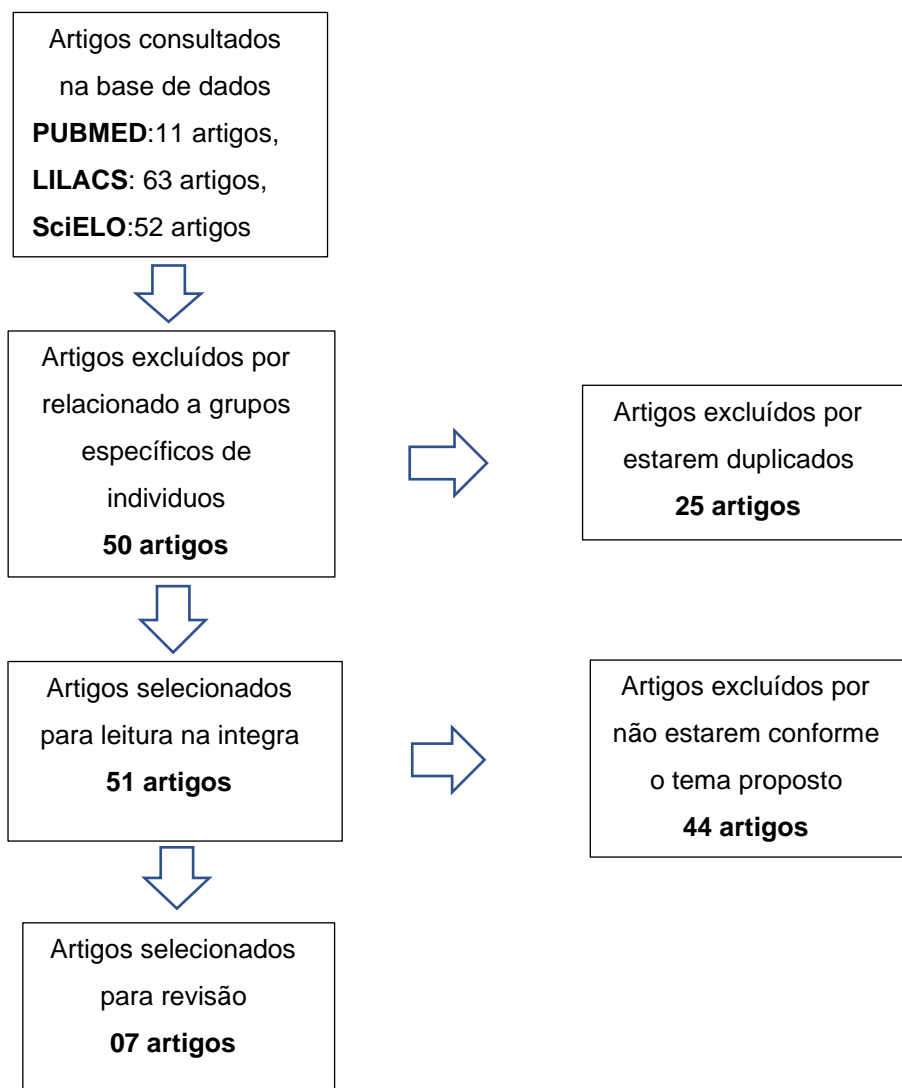 Artigos consultados
na base de dados
PUBMED:11 artigos,
LILACS: 63 artigos,
SciELO:52 artigos
Artigos excluídos por
relacionado a grupos
específicos de
individuos
50 artigos
Artigos excluídos por
estarem duplicados
25 artigos
Artigos selecionados
para leitura na integra
51 artigos
Artigos excluídos por
não estarem conforme
o tema proposto
44 artigos
Artigos selecionados
para revisão
07 artigos